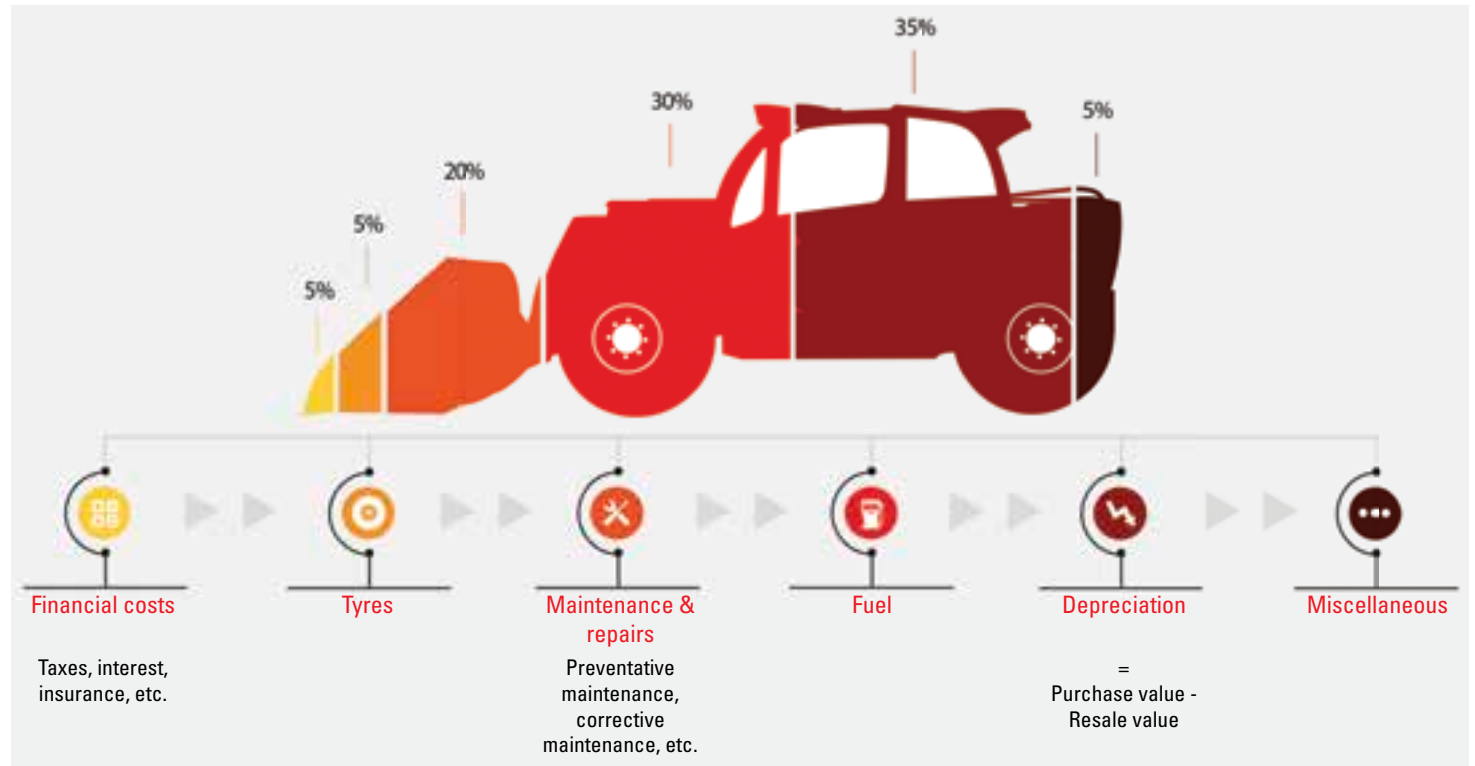 35%
30%
5%
20%
5%
5%
Financial costs
Tyres
Maintenance &
repairs
Fuel
Depreciation
Miscellaneous
Taxes, interest,
insurance, etc.
Preventative
maintenance,
corrective
maintenance, etc.
=
Purchase value -
Resale value